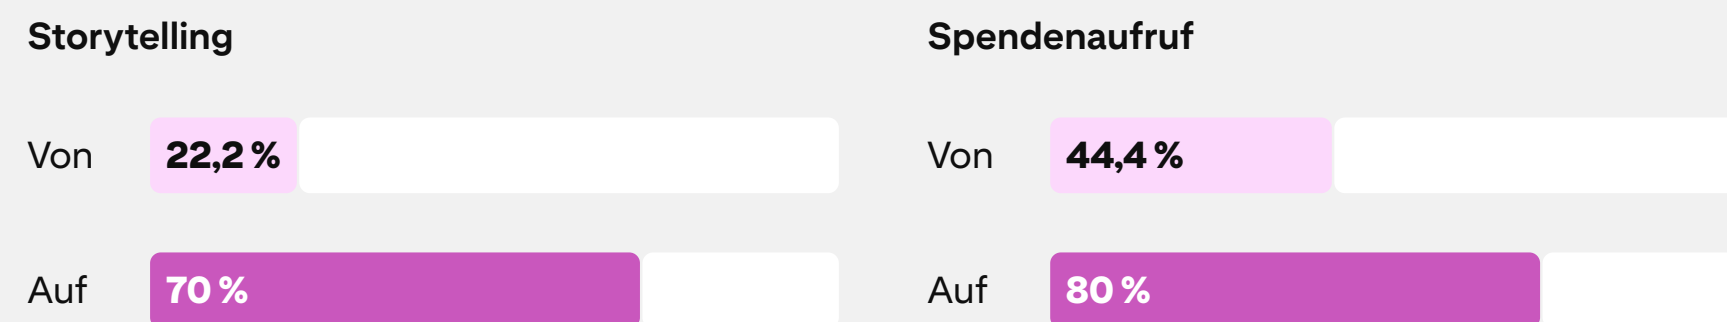 Storytelling
Von 22,2 %
Auf 70 %
Spendenaufruf
Von 44,4 %
Auf 80 %